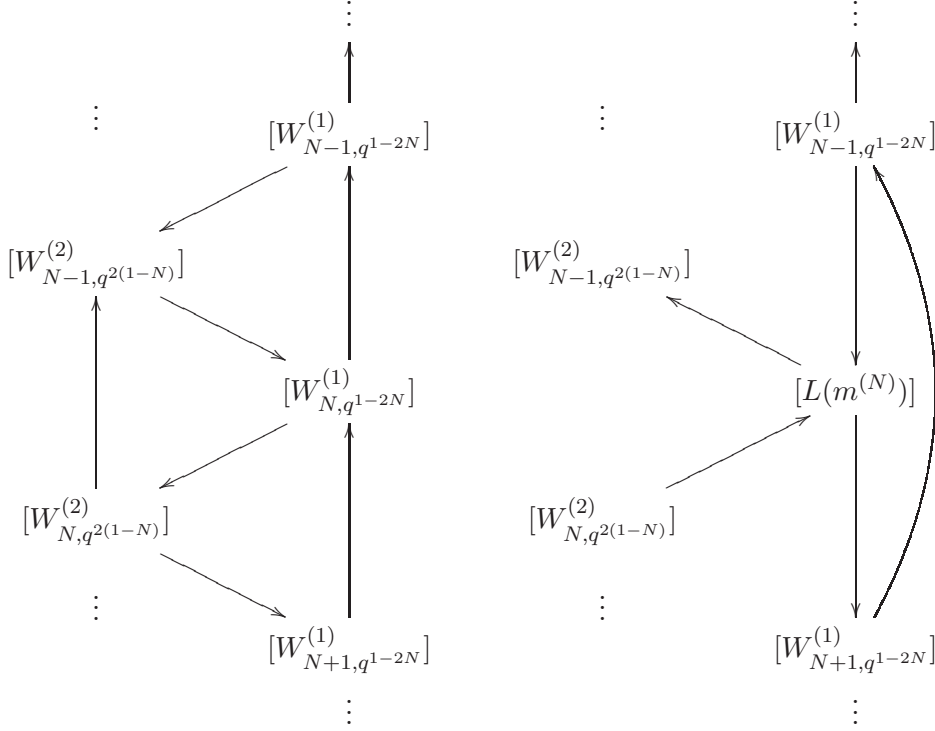 ⋮ ⋮
⋮ [W^{(1)}_{N−1,q^{1−2N}}] ⋮ [W^{(1)}_{N−1,q^{1−2N}}]
[W^{(2)}_{N−1,q^{2(1−N)}}] [W^{(2)}_{N−1,q^{2(1−N)}}]
[W^{(1)}_{N,q^{1−2N}}] [L(m^{(N)})]
[W^{(2)}_{N,q^{2(1−N)}}] [W^{(2)}_{N,q^{2(1−N)}}]
⋮ [W^{(1)}_{N+1,q^{1−2N}}] ⋮ [W^{(1)}_{N+1,q^{1−2N}}]
⋮ ⋮